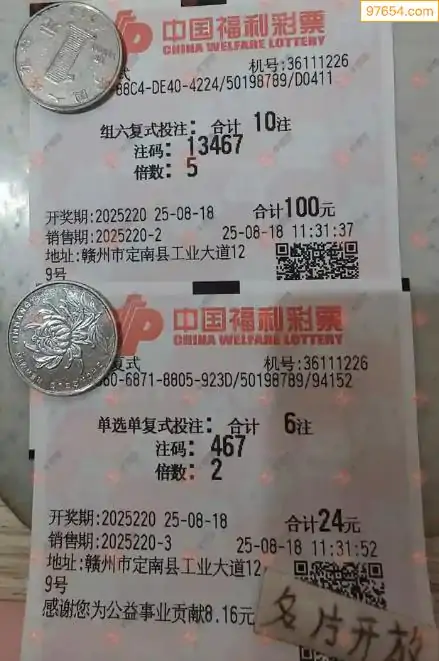 97654.com
中国福利彩票
CHINA WELFARE LOTTERY
式 机号:36111226
88C4-DE40-4224/50198789/D0411
组六复式投注: 合计 10注
注码: 13467
倍数: 5
开奖期:2025220 25-08-18 合计100元
销售期:2025220-2 25-08-18 11:31:37
地址:赣州市定南县工业大道12
9号
中国福利彩票
CHINA WELFARE LOTTERY
复式 机号:36111226
60-6871-8805-923D/50198789/94152
单选单复式投注: 合计 6注
注码: 467
倍数: 2
开奖期:2025220 25-08-18 合计24元
销售期:2025220-3 25-08-18 11:31:52
地址:赣州市定南县工业大道12
9号
感谢您为公益事业贡献8.16元
名片开放